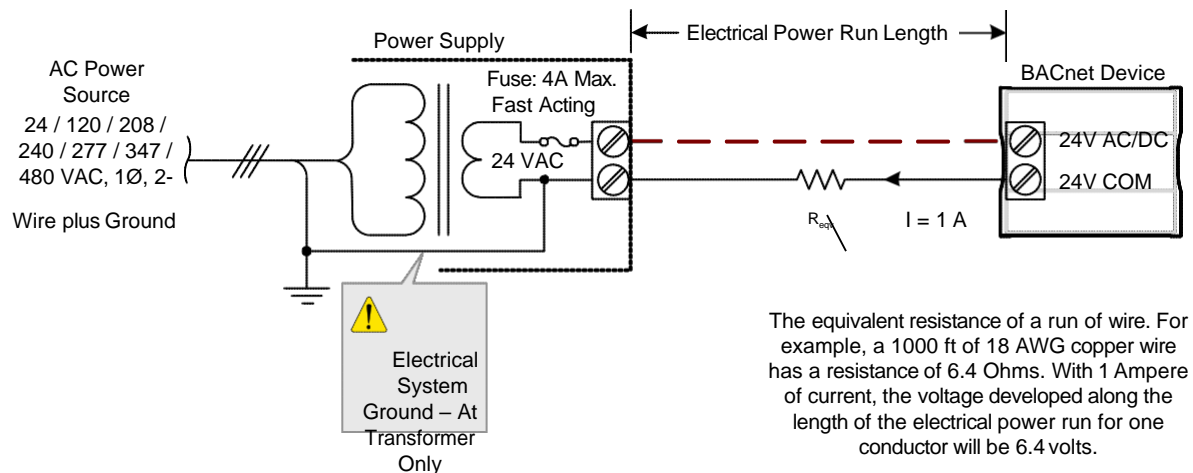 Power Supply
Electrical Power Run Length
AC Power
Source
24 / 120 / 208 /
240 / 277 / 347 /
480 VAC, 1Ø, 2-
Wire plus Ground
Fuse: 4A Max.
Fast Acting
24 VAC
BACnet Device
24V AC/DC
24V COM
Reqv
I = 1 A
Electrical
System
Ground – At
Transformer
Only
The equivalent resistance of a run of wire. For
example, a 1000 ft of 18 AWG copper wire
has a resistance of 6.4 Ohms. With 1 Ampere
of current, the voltage developed along the
length of the electrical power run for one
conductor will be 6.4 volts.